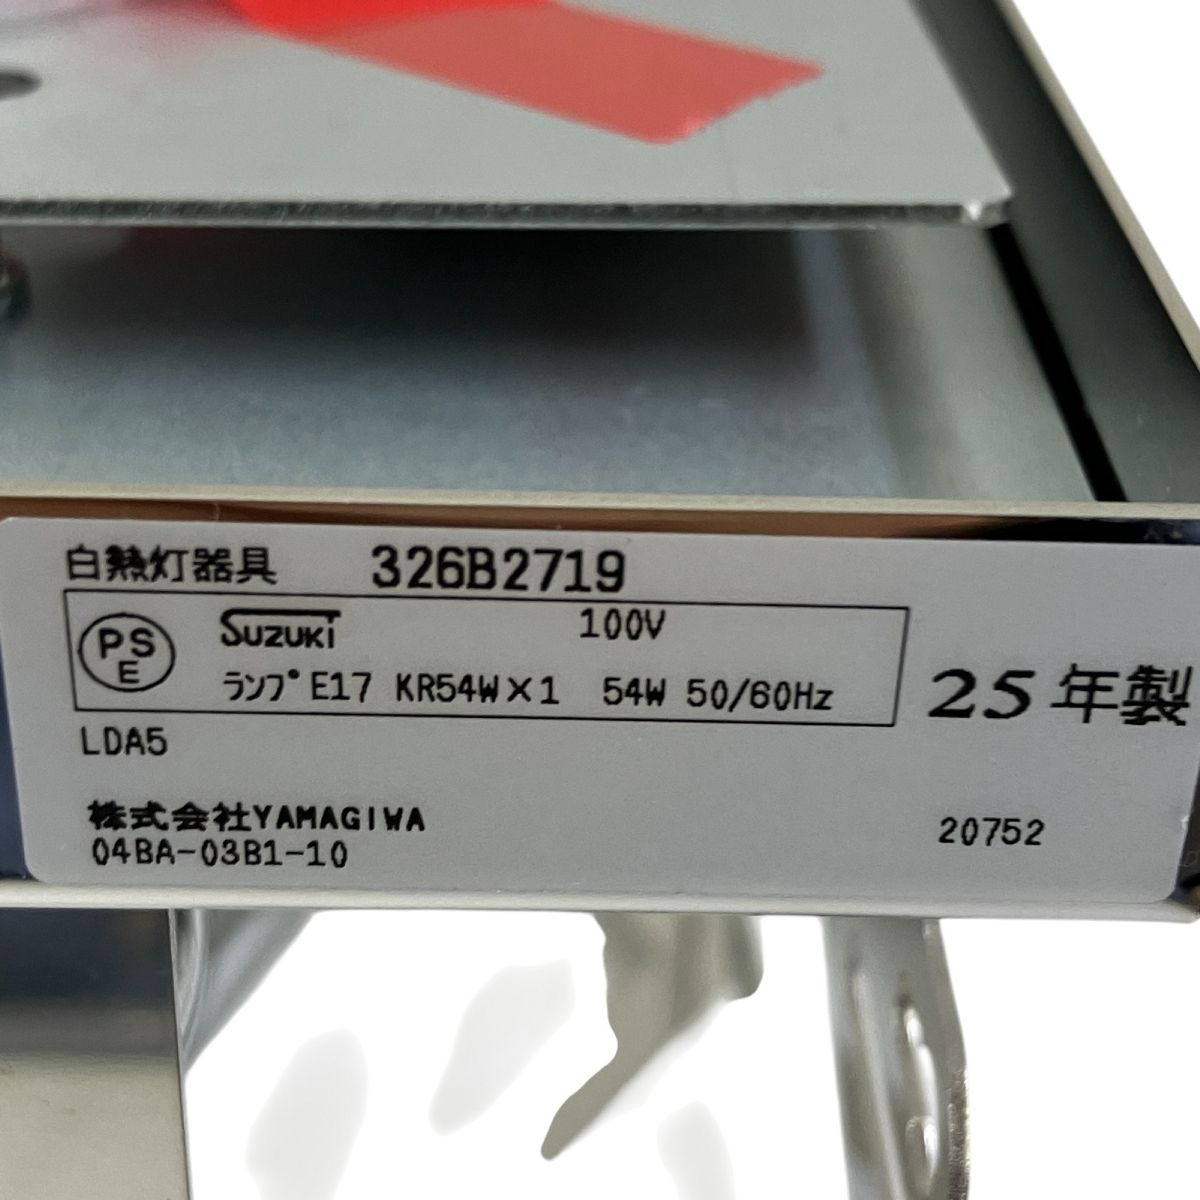 白熱灯器具 326B2719
PSE SUZUKI 100V
ﾗﾝﾌﾟ E17 KR54W×1 54W 50/60Hz
25年製
LDA5
株式会社YAMAGIWA
04BA-03B1-10
20752